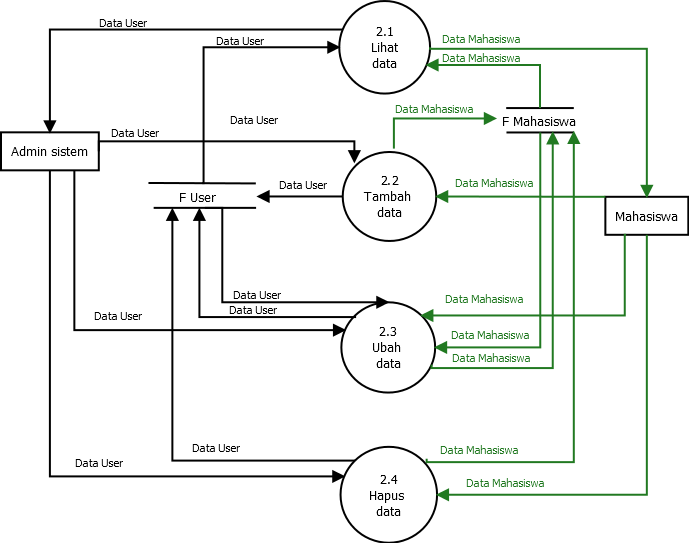 Data User
2.1
Lihat
data
Data User
Data Mahasiswa
Data Mahasiswa
Data Mahasiswa
Data User
Data User
F Mahasiswa
Admin sistem
2.2
Tambah
data
Data User
Data Mahasiswa
F User
Mahasiswa
Data User
Data User
Data Mahasiswa
Data User
2.3
Ubah
data
Data Mahasiswa
Data Mahasiswa
Data User
Data User
2.4
Hapus
data
Data Mahasiswa
Data Mahasiswa